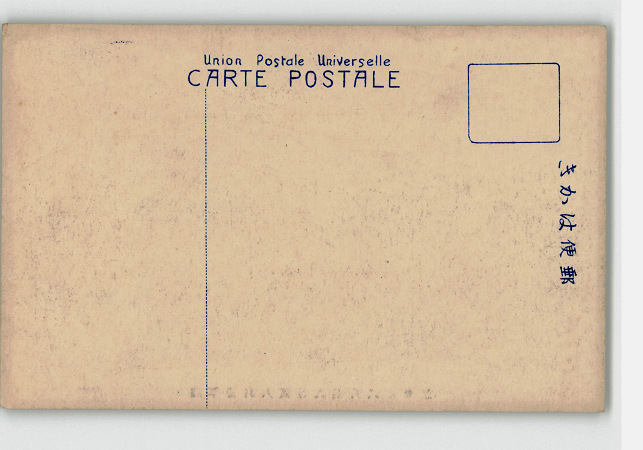 Union Postale Universelle
CARTE POSTALE
きかは便郵